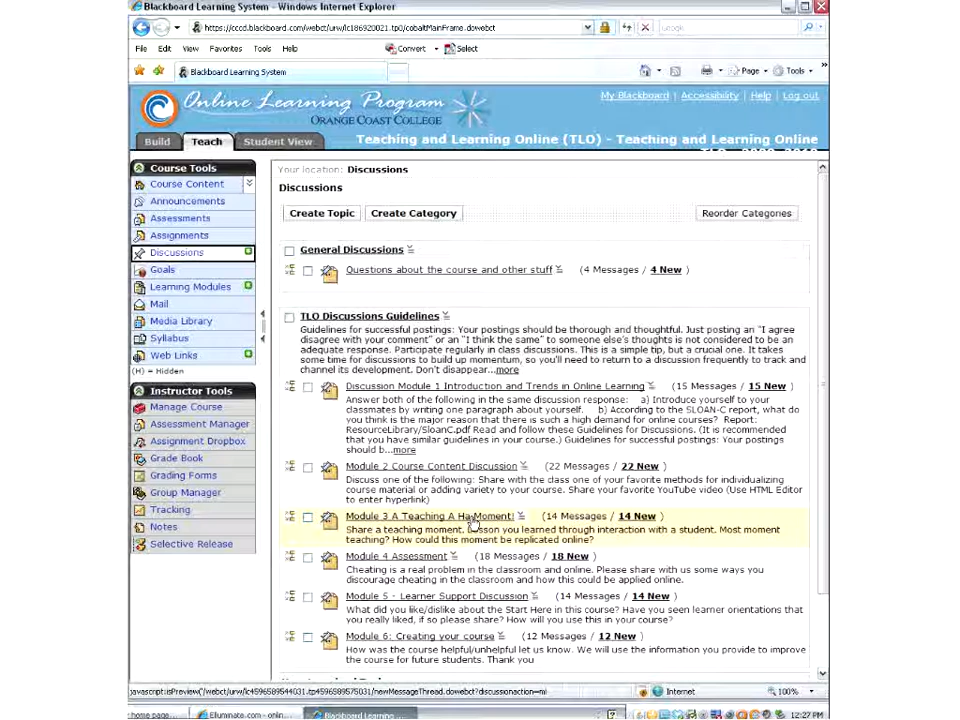 Blackboard Learning System - Windows Internet Explorer
https://cccd.blackboard.com/webct/urw/lc186920021.tp0/cobaltMainFrame.dowebct
File Edit View Favorites Tools Help
Convert Select
Blackboard Learning System
Page Tools
Online Learning Program
ORANGE COAST COLLEGE
My Blackboard | Accessibility | Help | Log out
Build Teach Student View
Teaching and Learning Online (TLO) - Teaching and Learning Online
Course Tools
Course Content
Announcements
Assessments
Assignments
Discussions
Goals
Learning Modules
Mail
Media Library
Syllabus
Web Links
(H) = Hidden
Instructor Tools
Manage Course
Assessment Manager
Assignment Dropbox
Grade Book
Grading Forms
Group Manager
Tracking
Notes
Selective Release
Your location: Discussions
Discussions
Create Topic Create Category Reorder Categories
General Discussions
Questions about the course and other stuff (4 Messages / 4 New )
TLO Discussions Guidelines
Guidelines for successful postings: Your postings should be thorough and thoughtful. Just posting an "I agree
disagree with your comment" or an "I think the same" to someone else's thoughts is not considered to be an
adequate response. Participate regularly in class discussions. This is a simple tip, but a crucial one. It takes
some time for discussions to build up momentum, so you'll need to return to a discussion frequently to track and
channel its development. Don't disappear...more
Discussion Module 1 Introduction and Trends in Online Learning (15 Messages / 15 New )
Answer both of the following in the same discussion response: a) Introduce yourself to your
classmates by writing one paragraph about yourself. b) According to the SLOAN-C report, what do
you think is the major reason that there is such a high demand for online courses? Report:
ResourceLibrary/SloanC.pdf Read and follow these Guidelines for Discussions. (It is recommended
that you have similar guidelines in your course.) Guidelines for successful postings: Your postings
should b...more
Module 2 Course Content Discussion (22 Messages / 22 New )
Discuss one of the following: Share with the class one of your favorite methods for individualizing
course material or adding variety to your course. Share your favorite YouTube video (Use HTML Editor
to enter hyperlink)
Module 3 A Teaching A Ha Moment! (14 Messages / 14 New )
Share a teaching moment. Lesson you learned through interaction with a student. Most moment
teaching? How could this moment be replicated online?
Module 4 Assessment (18 Messages / 18 New )
Cheating is a real problem in the classroom and online. Please share with us some ways you
discourage cheating in the classroom and how this could be applied online.
Module 5 - Learner Support Discussion (14 Messages / 14 New )
What did you like/dislike about the Start Here in this course? Have you seen learner orientations that
you really liked, if so please share? How will you use this in your course?
Module 6: Creating your course (12 Messages / 12 New )
How was the course helpful/unhelpful let us know. We will use the information you provide to improve
the course for future students. Thank you
javascript:isPreview('/webct/urw/lc4596589544031.tp4596589575031/newMessageThread.dowebct?discussionaction=ml
Internet 100%
home page... Elluminate.com - onlin... Blackboard Learning ... 12:27 PM